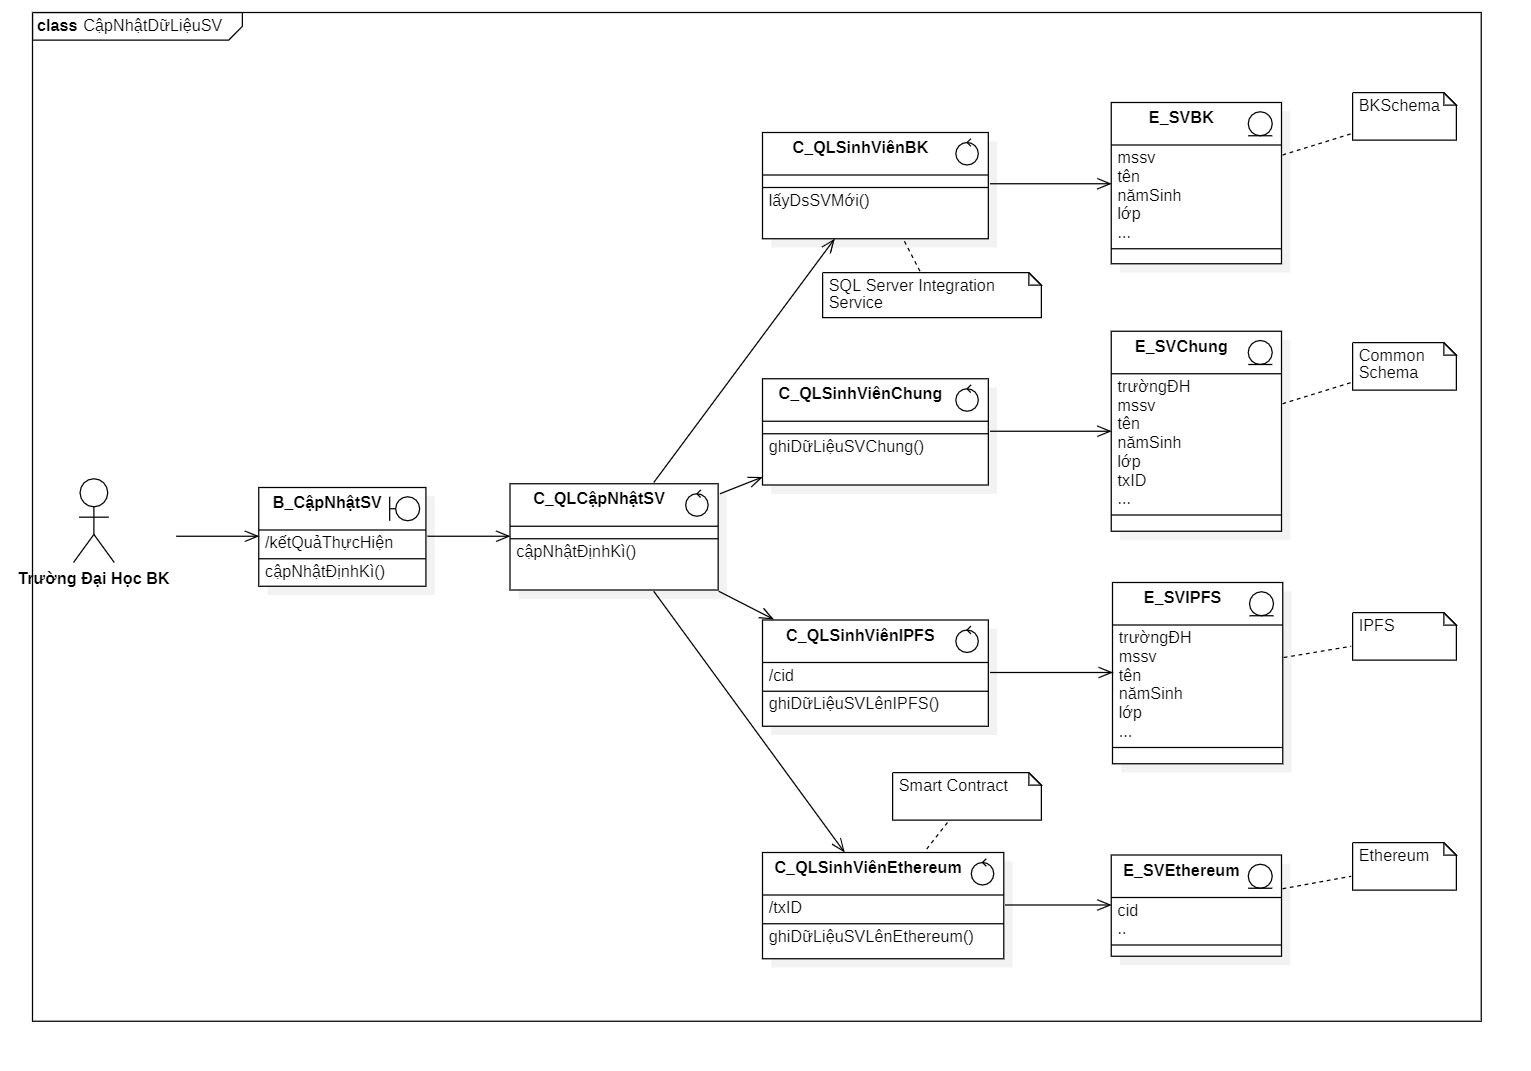 class CậpNhậtDữLiệuSV
BKSchema
E_SVBK
mssv
tên
nămSinh
lớp
...
C_QLSinhViênBK
lấyDsSVMới()
SQL Server Integration
Service
E_SVChung
trườngĐH
mssv
tên
nămSinh
lớp
txID
...
Common
Schema
C_QLSinhViênChung
ghiDữLiệuSVChung()
Trường Đại Học BK
B_CậpNhậtSV
/kếtQuảThựcHiện
cậpNhậtĐịnhKì()
C_QLCậpNhậtSV
cậpNhậtĐịnhKì()
C_QLSinhViênIPFS
/cid
ghiDữLiệuSVLênIPFS()
E_SVIPFS
trườngĐH
mssv
tên
nămSinh
lớp
...
IPFS
Smart Contract
C_QLSinhViênEthereum
/txID
ghiDữLiệuSVLênEthereum()
E_SVEthereum
cid
..
Ethereum